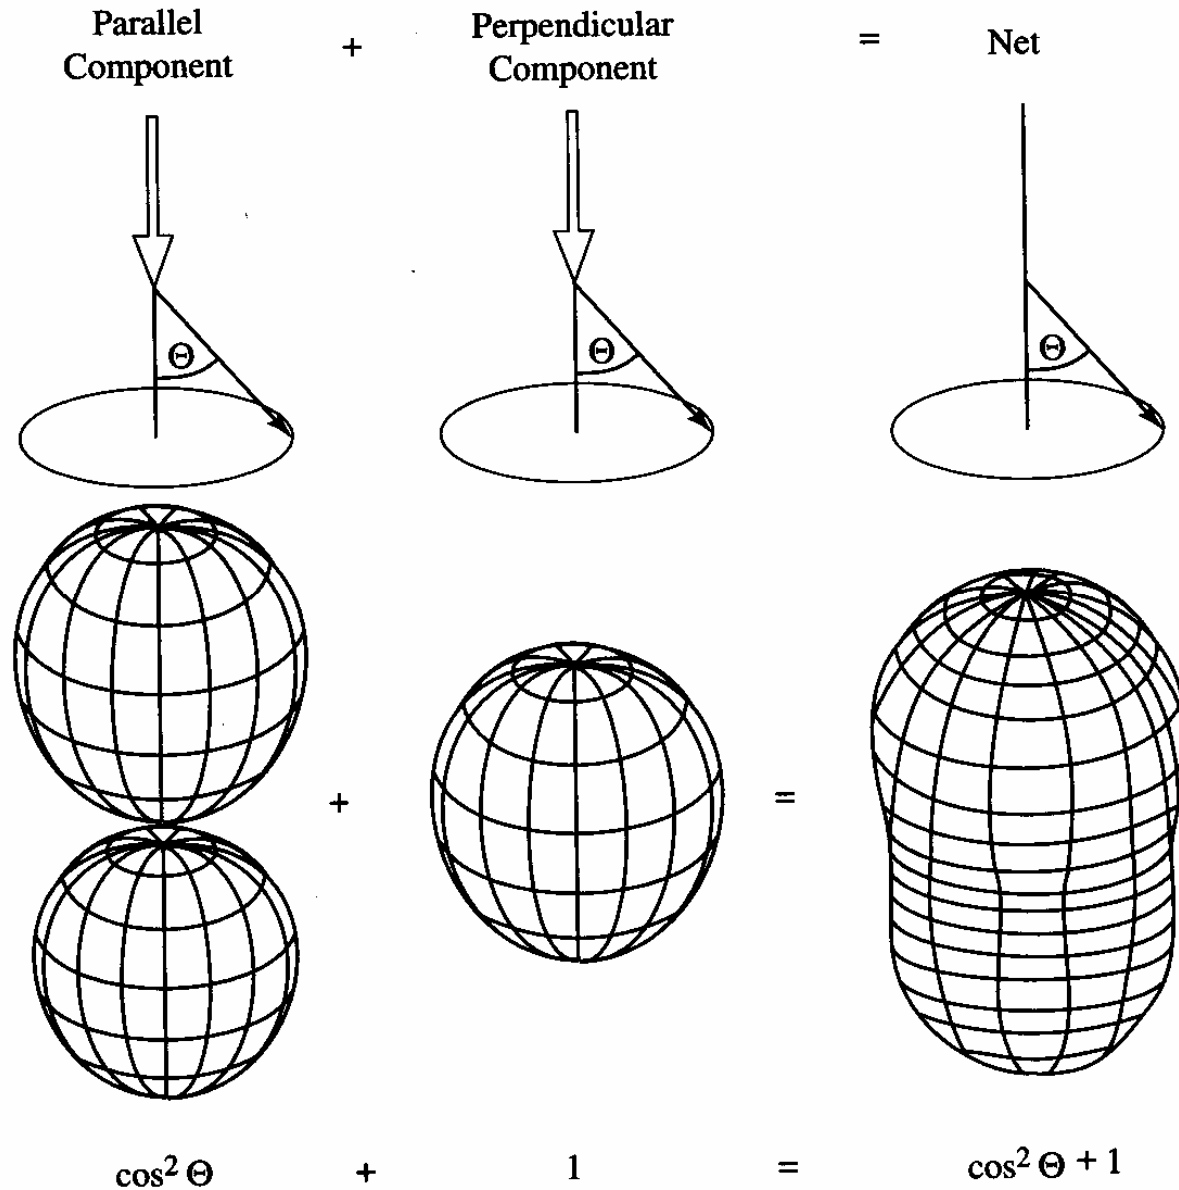 Parallel Component + Perpendicular Component = Net
Θ Θ Θ
+ =
cos² Θ + 1 = cos² Θ + 1